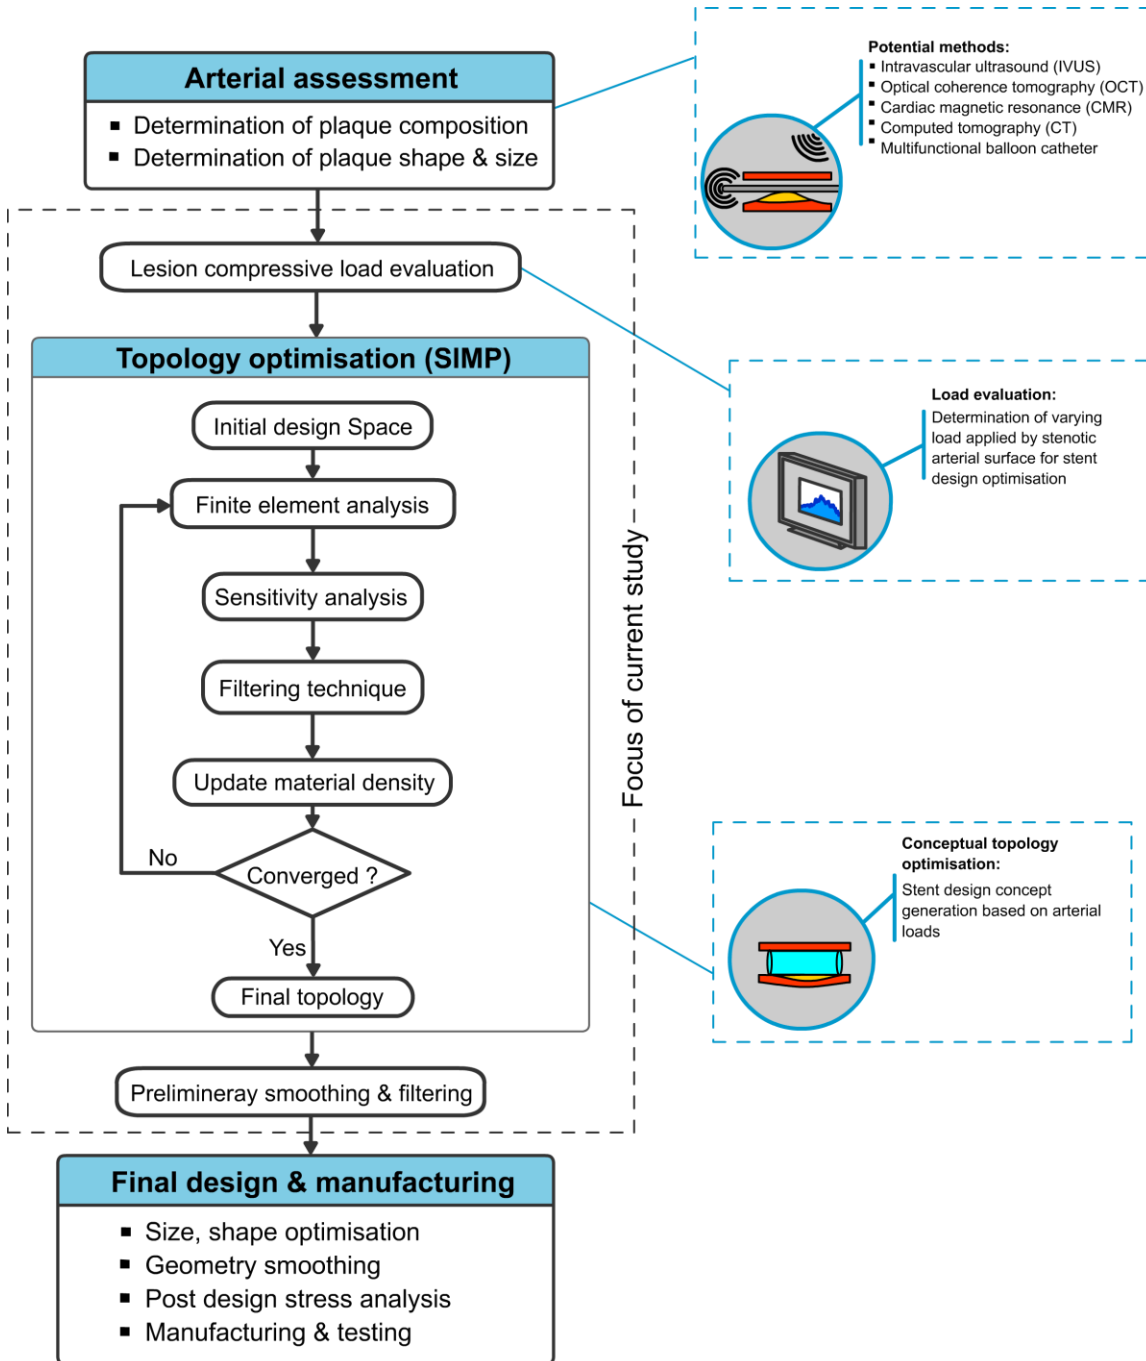 Arterial assessment
▪ Determination of plaque composition
▪ Determination of plaque shape & size
Potential methods:
▪ Intravascular ultrasound (IVUS)
▪ Optical coherence tomography (OCT)
▪ Cardiac magnetic resonance (CMR)
▪ Computed tomography (CT)
▪ Multifunctional balloon catheter
Lesion compressive load evaluation
Topology optimisation (SIMP)
Initial design Space
Finite element analysis
Sensitivity analysis
Filtering technique
Update material density
Converged ?
No
Yes
Final topology
Focus of current study
Load evaluation:
Determination of varying
load applied by stenotic
arterial surface for stent
design optimisation
Conceptual topology
optimisation:
Stent design concept
generation based on arterial
loads
Prelimineray smoothing & filtering
Final design & manufacturing
▪ Size, shape optimisation
▪ Geometry smoothing
▪ Post design stress analysis
▪ Manufacturing & testing